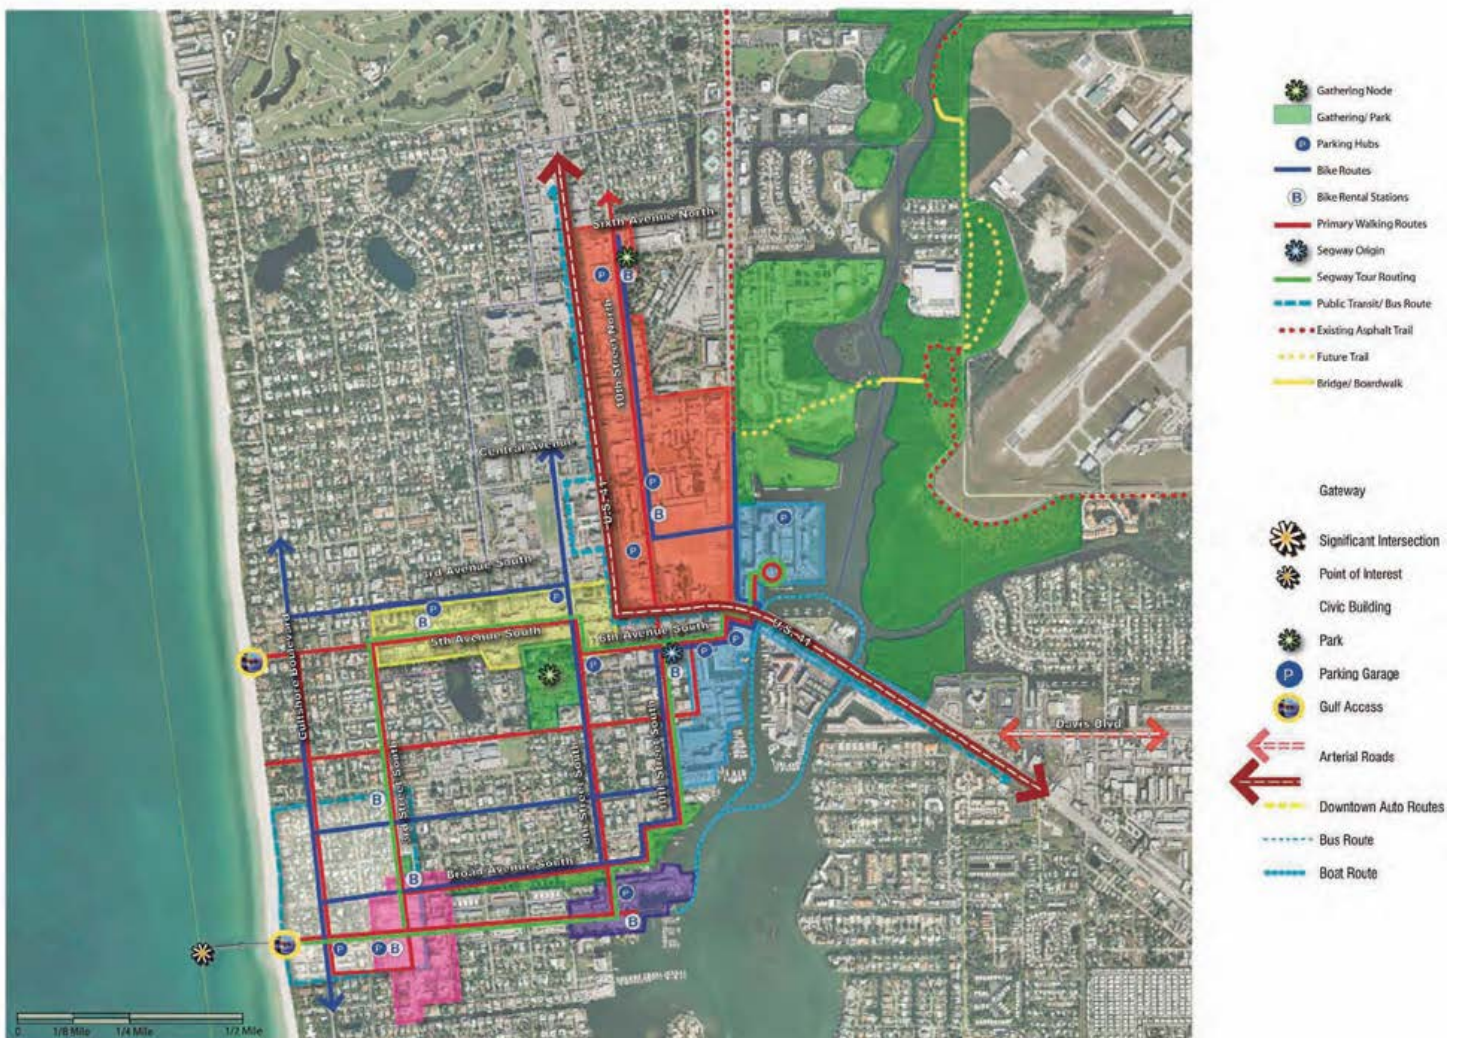 Sixth Avenue North
10th Street North
Central Avenue
U.S. 41
3rd Avenue South
5th Avenue South
6th Avenue South
U.S. 41
Gulfshore Boulevard
Davis Blvd
3rd Street South
8th Street South
10th Street South
Broad Avenue South
P
B
P
B
P
P
P
P
B
P
P
P
B
B
B
P
B
P
P
B
0
1/8 Mile
1/4 Mile
1/2 Mile
Gathering Node
Gathering/ Park
P Parking Hubs
Bike Routes
B Bike Rental Stations
Primary Walking Routes
Segway Origin
Segway Tour Routing
Public Transit/ Bus Route
Existing Asphalt Trail
Future Trail
Bridge/ Boardwalk
Gateway
Significant Intersection
Point of Interest
Civic Building
Park
P Parking Garage
Gulf Access
Arterial Roads
Downtown Auto Routes
Bus Route
Boat Route